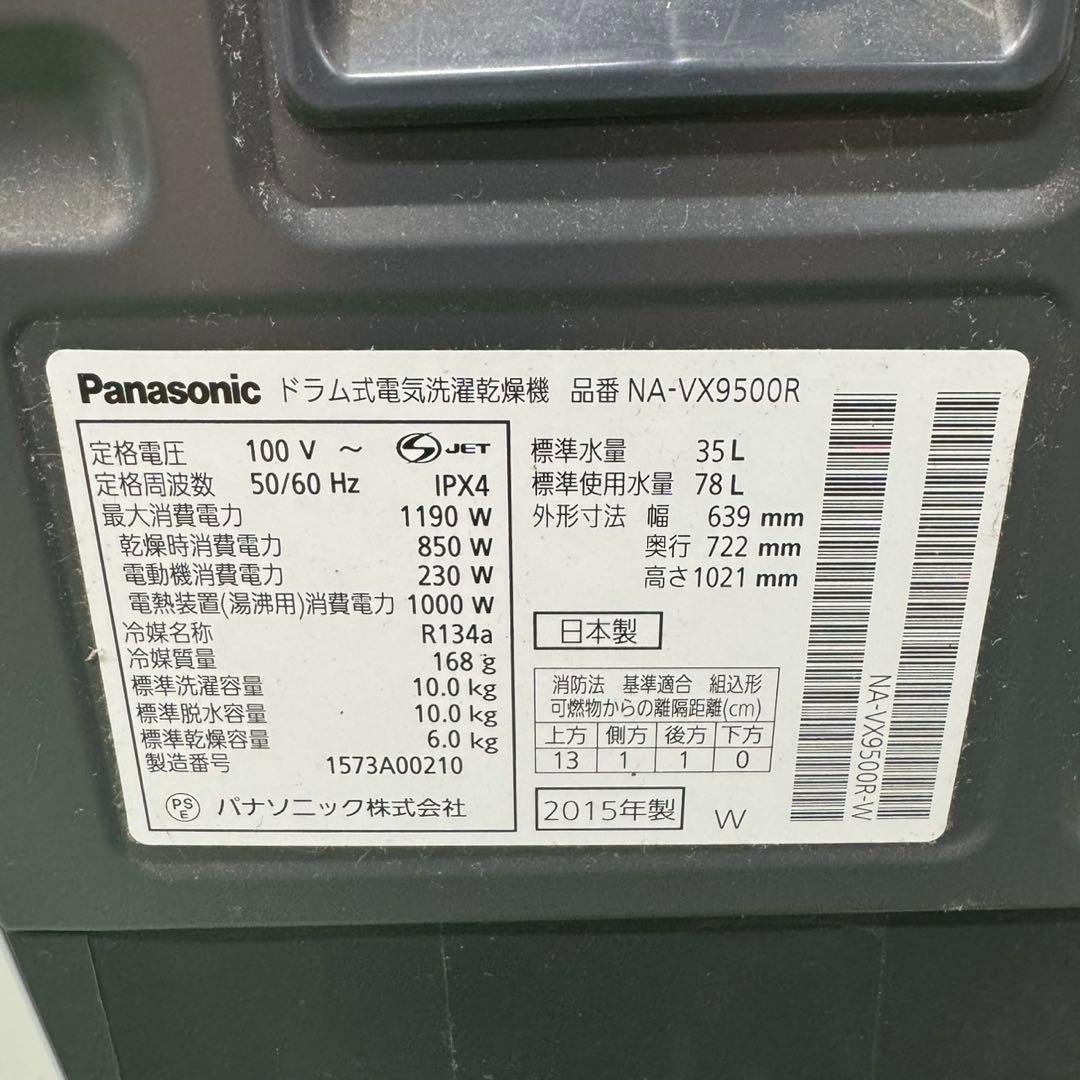 Panasonic ドラム式電気洗濯乾燥機 品番 NA-VX9500R
定格電圧 100 V ～ S JET
定格周波数 50/60 Hz IPX4
最大消費電力 1190 W
乾燥時消費電力 850 W
電動機消費電力 230 W
電熱装置(湯沸用)消費電力 1000 W
冷媒名称 R134a
冷媒質量 168 g
標準洗濯容量 10.0 kg
標準脱水容量 10.0 kg
標準乾燥容量 6.0 kg
製造番号 1573A00210
PSE パナソニック株式会社
標準水量 35 L
標準使用水量 78 L
外形寸法 幅 639 mm
奥行 722 mm
高さ 1021 mm
日本製
消防法 基準適合 組込形
可燃物からの離隔距離(cm)
上方 側方 後方 下方
13 1 1 0
2015年製 W
NA-VX9500R-W